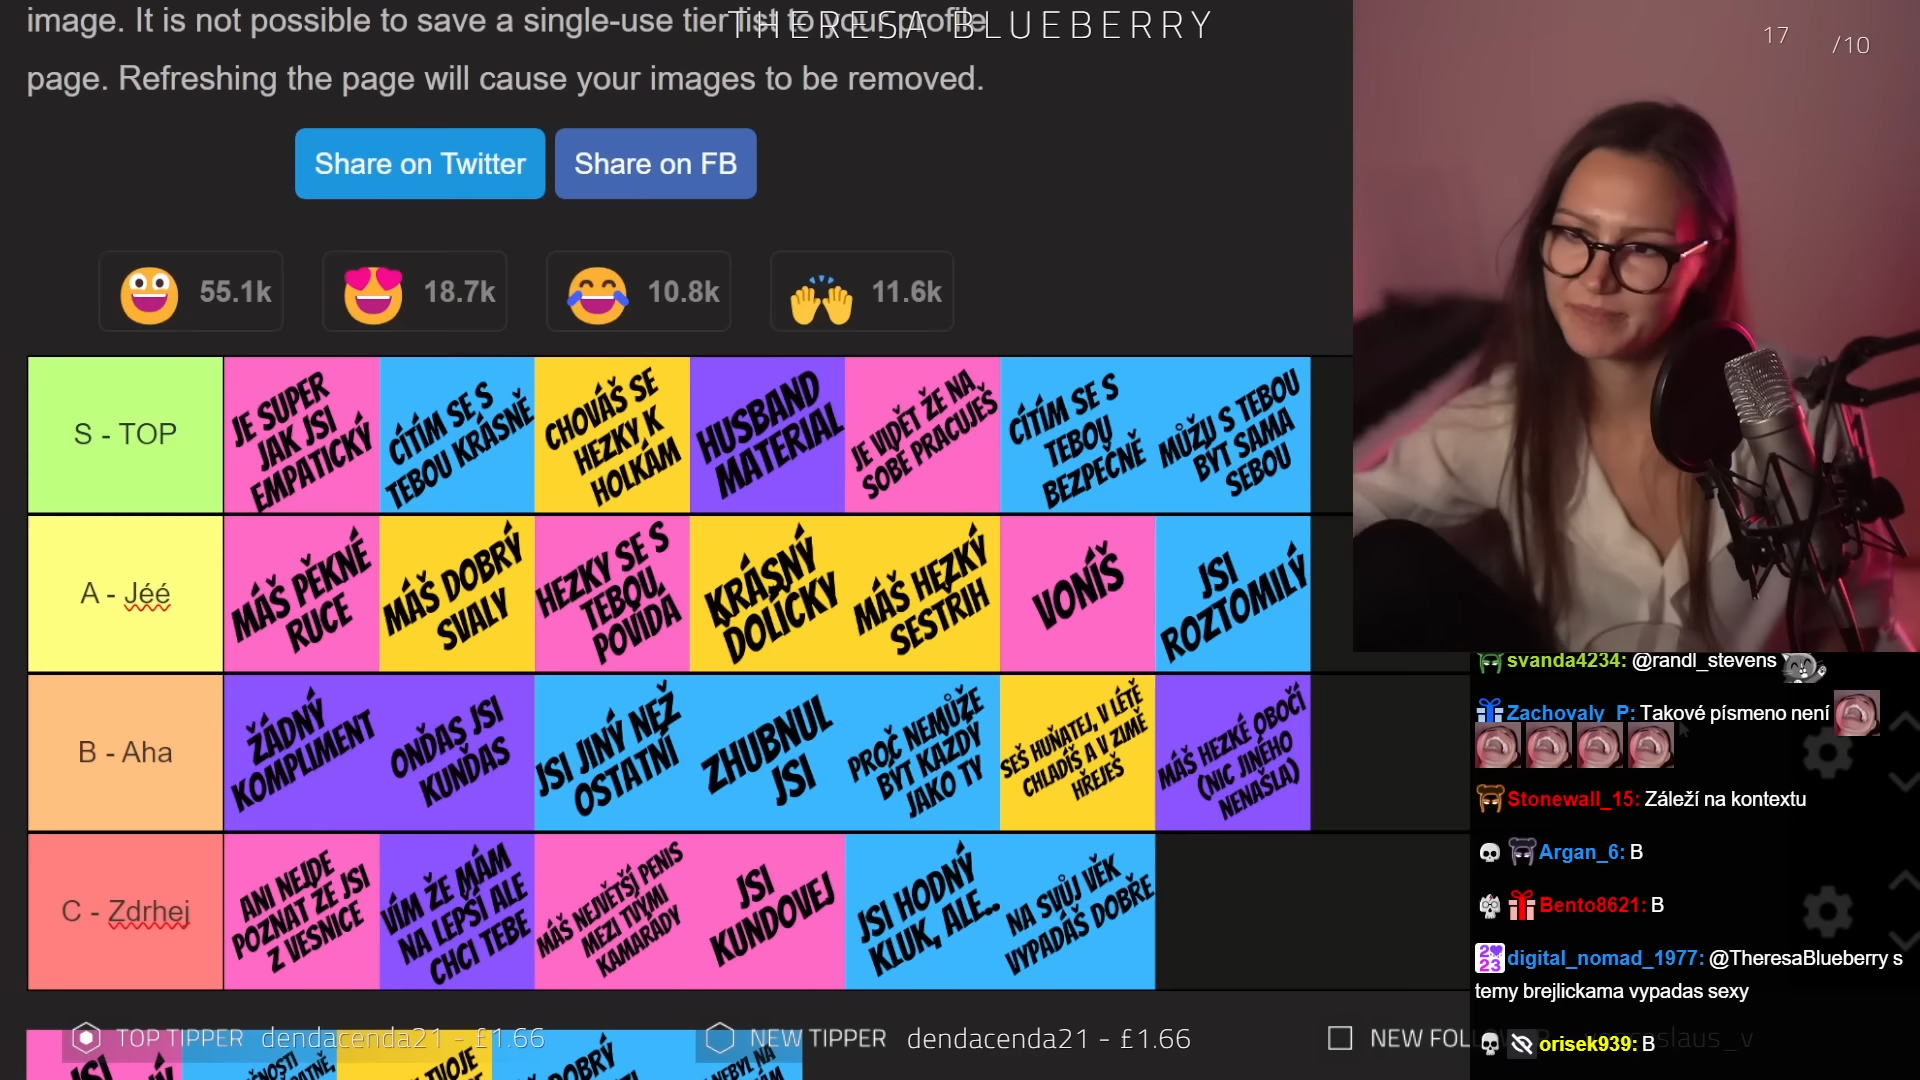 image. It is not possible to save a single-use tier list to your profile
THERESA BLUEBERRY
17 /10
page. Refreshing the page will cause your images to be removed.
Share on Twitter
Share on FB
55.1k
18.7k
10.8k
11.6k
S - TOP
JE SUPER
JAK JSI
EMPATICKÝ
CÍTÍM SE S
TEBOU KRÁSNĚ
CHOVÁŠ SE
HEZKY K
HOLKÁM
HUSBAND
MATERIAL
JE VIDĚT ŽE NA
SOBĚ PRACUJEŠ
CÍTÍM SE S
TEBOU
BEZPEČNĚ
MŮŽU S TEBOU
BÝT SAMA
SEBOU
A - Jéé
MÁŠ PĚKNÉ
RUCE
MÁŠ DOBRÝ
SVALY
HEZKY SE S
TEBOU
POVÍDÁ
KRÁSNÝ
DOLÍČKY
MÁŠ HEZKÝ
SESTŘIH
VONÍŠ
JSI
ROZTOMILÝ
B - Aha
ŽÁDNÝ
KOMPLIMENT
ONĎAS JSI
KUNĎAS
JSI JINÝ NEŽ
OSTATNÍ
ZHUBNUL
JSI
PROČ NEMŮŽE
BÝT KAŽDÝ
JAKO TY
SEŠ HUŇATEJ, V LÉTĚ
CHLADÍŠ A V ZIMĚ
HŘEJEŠ
MÁŠ HEZKÉ OBOČÍ
(NIC JINÉHO
NENAŠLA)
C - Zdrhej
ANI NEJDE
POZNAT ŽE JSI
Z VESNICE
VÍM ŽE MÁM
NA LEPŠÍ ALE
CHCI TEBE
MÁŠ NEJVĚTŠÍ PENIS
MEZI TVÝMI
KAMARÁDY
JSI
KUNDOVEJ
JSI HODNÝ
KLUK, ALE...
NA SVŮJ VĚK
VYPADÁŠ DOBŘE
svanda4234: @randl_stevens
Zachovaly_P: Takové písmeno není
Stonewall_15: Záleží na kontextu
Argan_6: B
Bento8621: B
digital_nomad_1977: @TheresaBlueberry s
temy brejlickama vypadas sexy
orisek939: B
TOP TIPPER dendacenda21 - £1.66
NEW TIPPER dendacenda21 - £1.66
NEW FOL
JSI
TVOJE
DOBRÝ
NEBYL NA